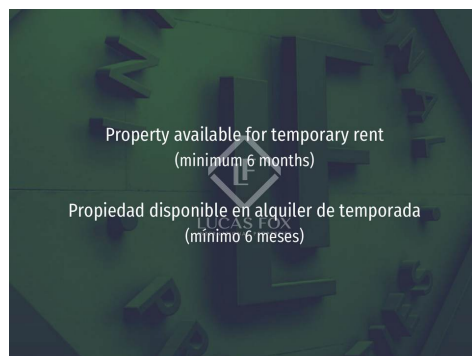 Property available for temporary rent
(minimum 6 months)
LF
Propiedad disponible en alquiler de temporada
LUCAS FOX
(mínimo 6 meses)